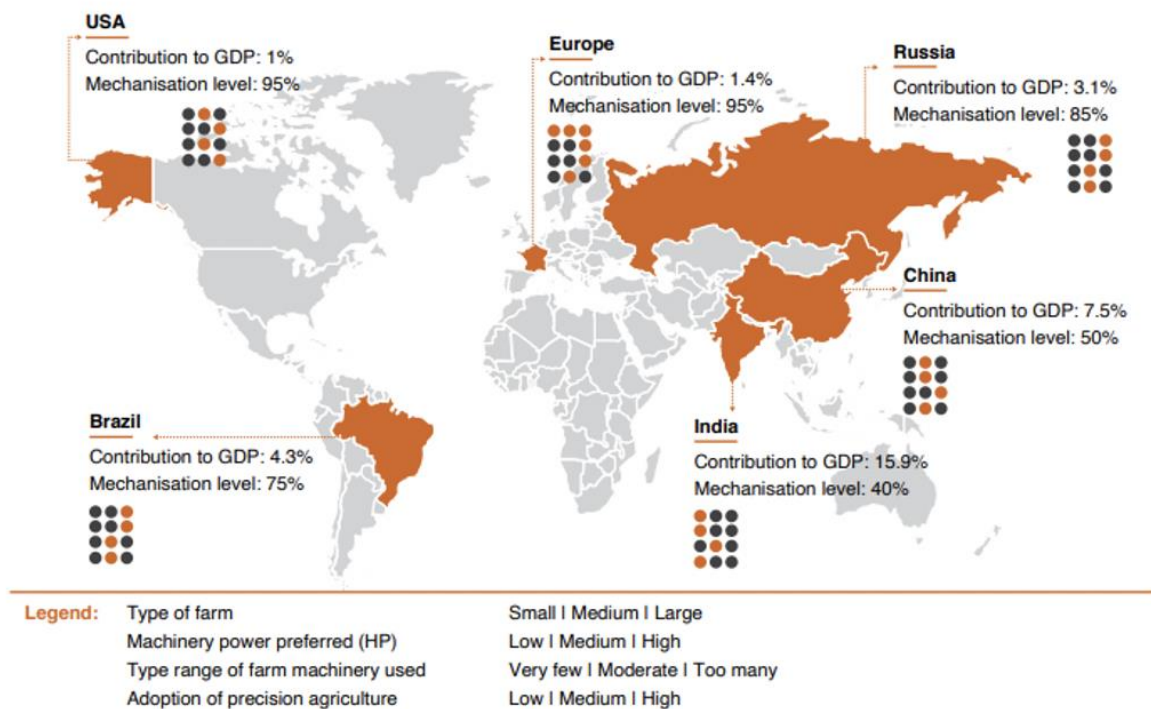 USA
Contribution to GDP: 1%
Mechanisation level: 95%
Europe
Contribution to GDP: 1.4%
Mechanisation level: 95%
Russia
Contribution to GDP: 3.1%
Mechanisation level: 85%
China
Contribution to GDP: 7.5%
Mechanisation level: 50%
Brazil
Contribution to GDP: 4.3%
Mechanisation level: 75%
India
Contribution to GDP: 15.9%
Mechanisation level: 40%
Legend: Type of farm Small | Medium | Large
Machinery power preferred (HP) Low | Medium | High
Type range of farm machinery used Very few | Moderate | Too many
Adoption of precision agriculture Low | Medium | High